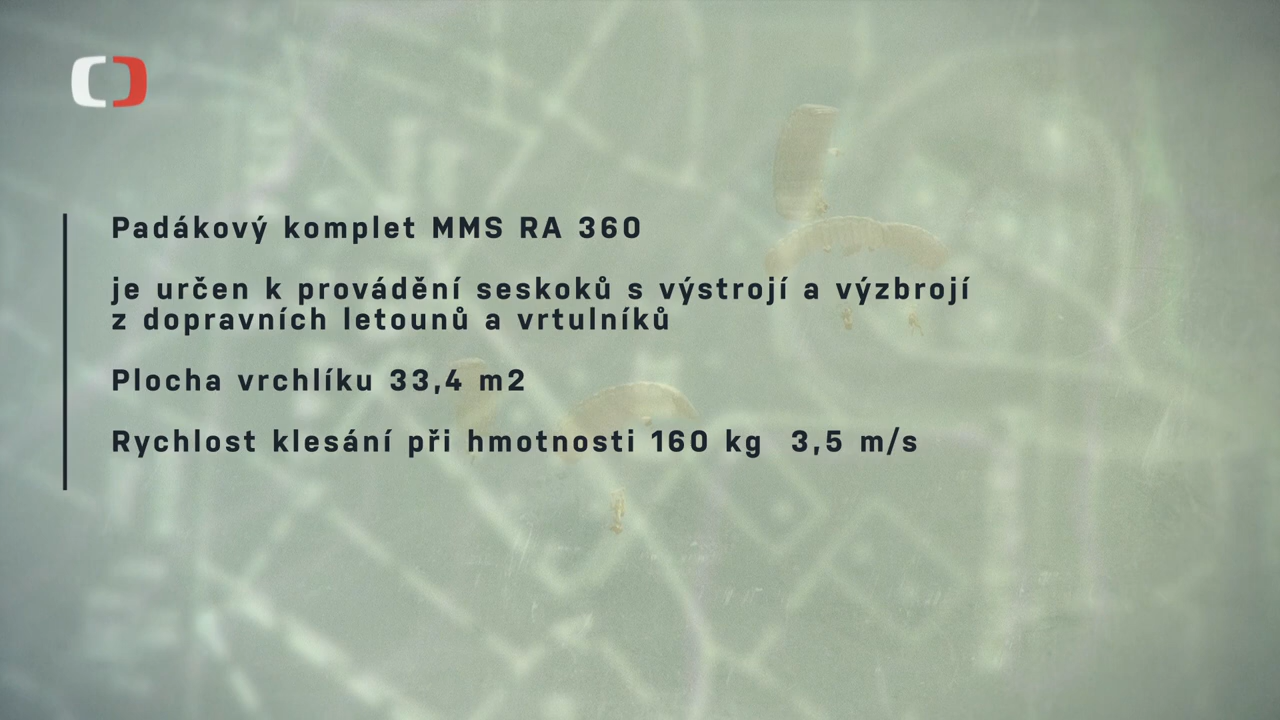 Padákový komplet MMS RA 360
je určen k provádění seskoků s výstrojí a výzbrojí
z dopravních letounů a vrtulníků
Plocha vrchlíku 33,4 m2
Rychlost klesání při hmotnosti 160 kg  3,5 m/s